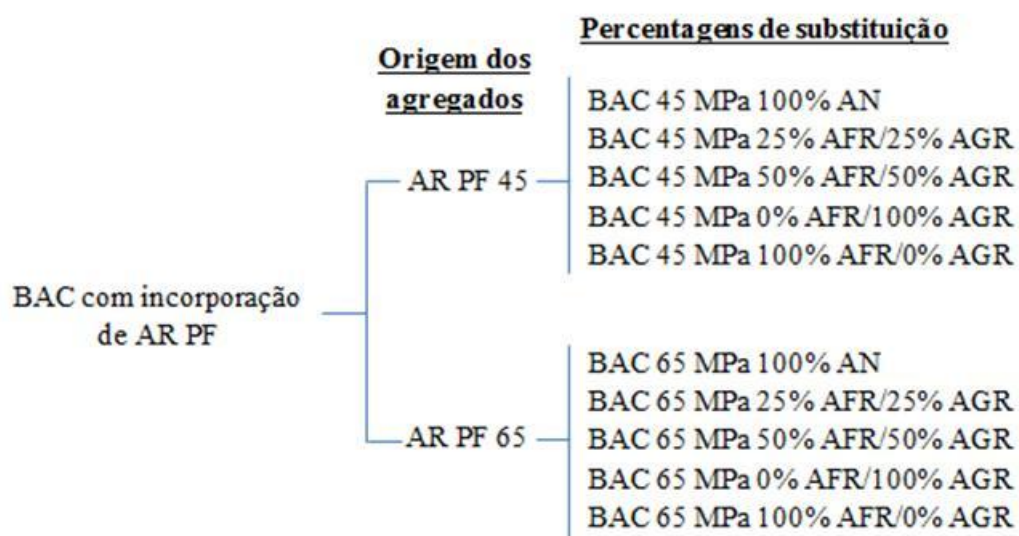 Percentagens de substituição
Origem dos
agregados
BAC com incorporação
de AR PF
AR PF 45
BAC 45 MPa 100% AN
BAC 45 MPa 25% AFR/25% AGR
BAC 45 MPa 50% AFR/50% AGR
BAC 45 MPa 0% AFR/100% AGR
BAC 45 MPa 100% AFR/0% AGR
AR PF 65
BAC 65 MPa 100% AN
BAC 65 MPa 25% AFR/25% AGR
BAC 65 MPa 50% AFR/50% AGR
BAC 65 MPa 0% AFR/100% AGR
BAC 65 MPa 100% AFR/0% AGR